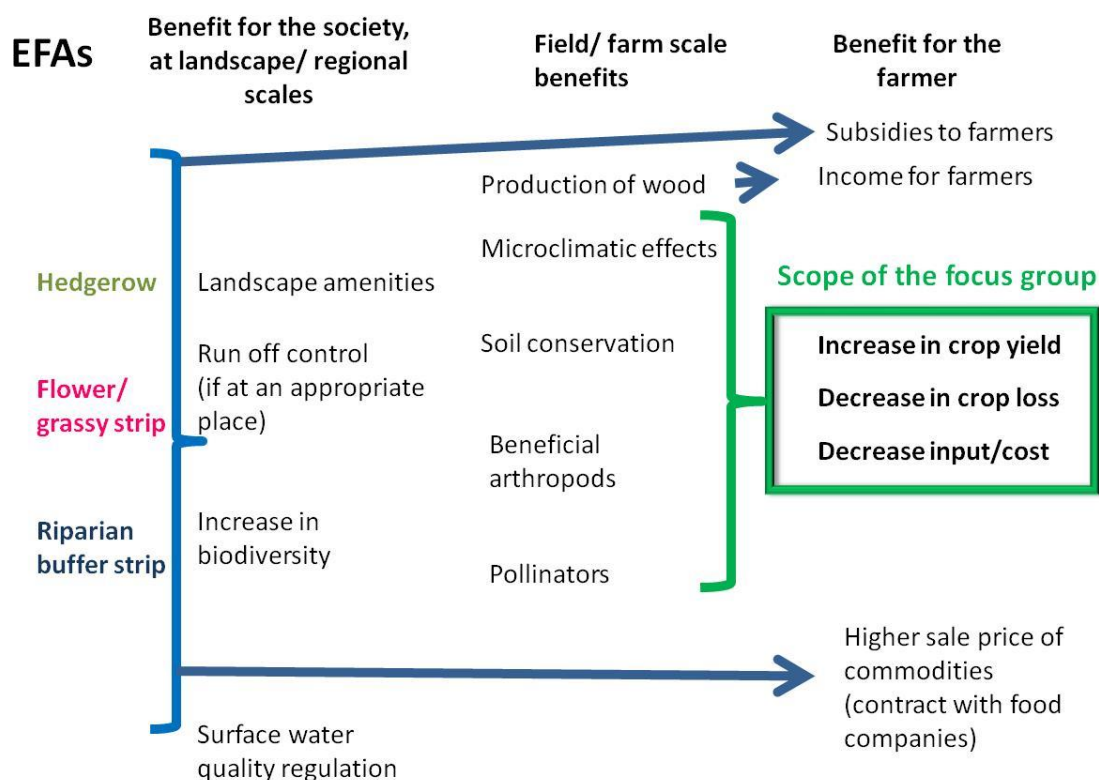 EFAs
Benefit for the society,
at landscape/ regional
scales
Field/ farm scale
benefits
Benefit for the
farmer
Subsidies to farmers
Production of wood
Income for farmers
Hedgerow
Flower/
grassy strip
Riparian
buffer strip
Landscape amenities
Run off control
(if at an appropriate
place)
Increase in
biodiversity
Surface water
quality regulation
Microclimatic effects
Soil conservation
Beneficial
arthropods
Pollinators
Scope of the focus group
Increase in crop yield
Decrease in crop loss
Decrease input/cost
Higher sale price of
commodities
(contract with food
companies)